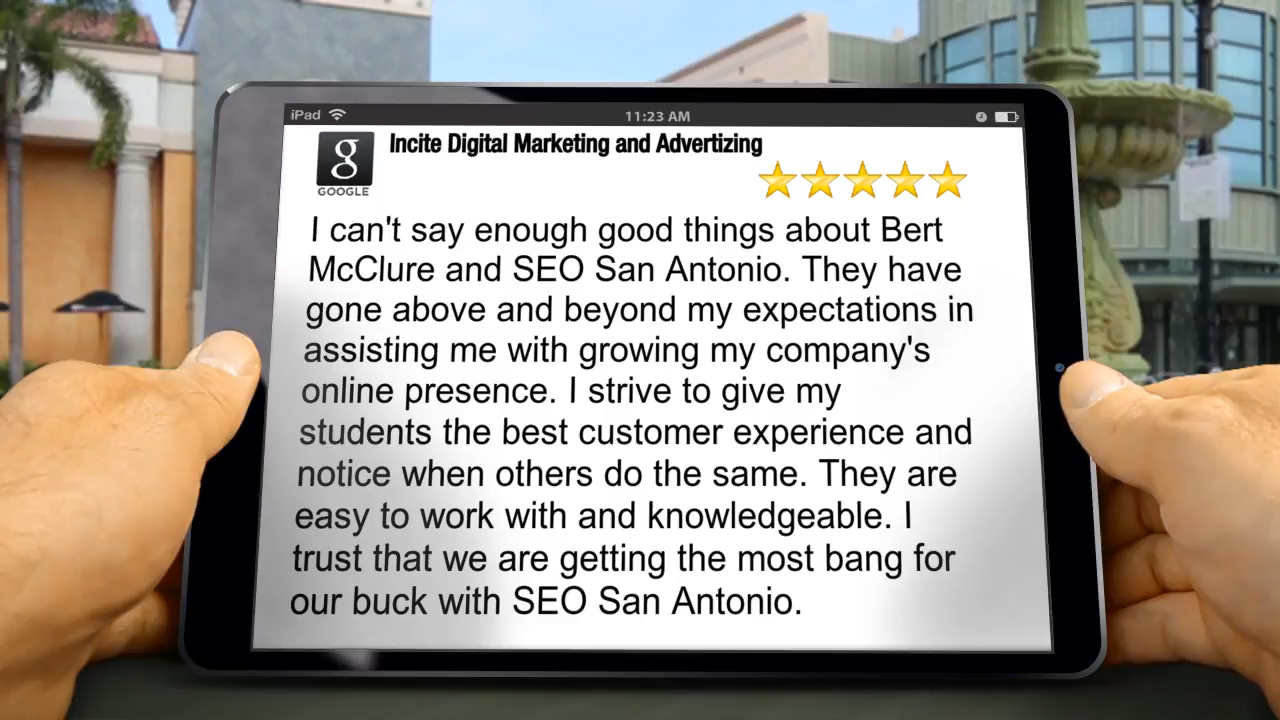 iPad 11:23 AM
g
GOOGLE
Incite Digital Marketing and Advertizing
I can't say enough good things about Bert
McClure and SEO San Antonio. They have
gone above and beyond my expectations in
assisting me with growing my company's
online presence. I strive to give my
students the best customer experience and
notice when others do the same. They are
easy to work with and knowledgeable. I
trust that we are getting the most bang for
our buck with SEO San Antonio.